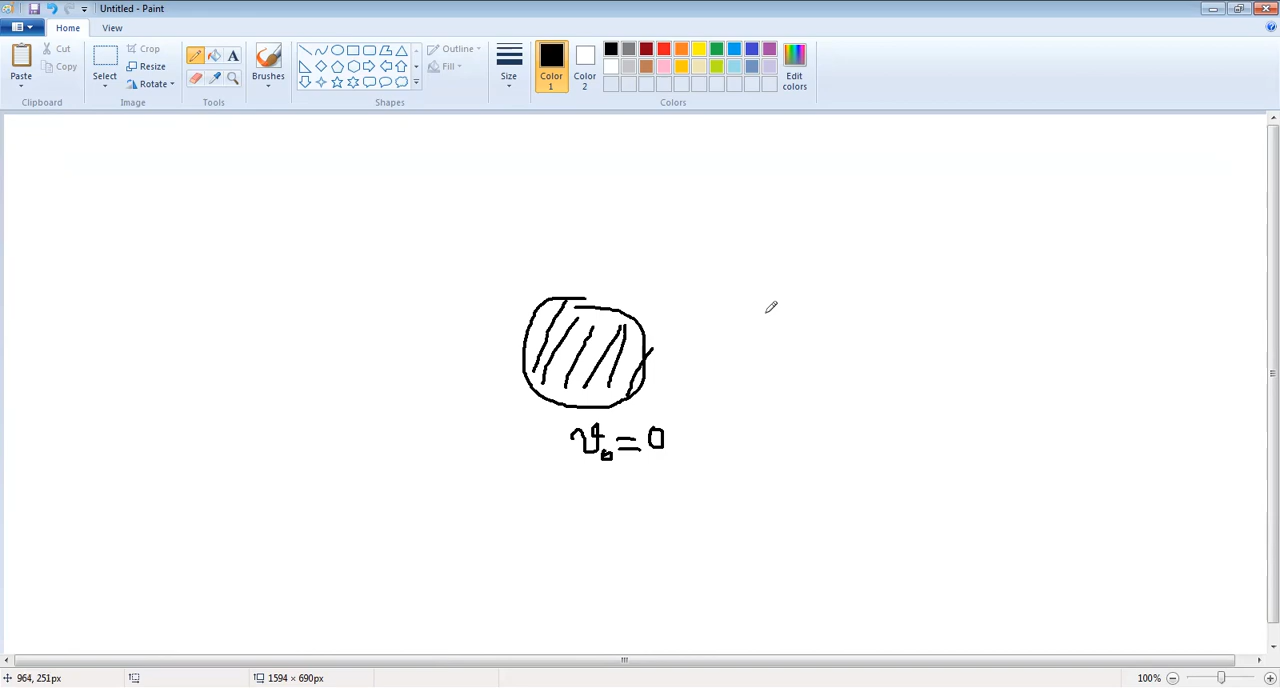 Untitled - Paint
Home View
Paste
Cut
Copy
Clipboard
Select
Crop
Resize
Rotate
Image
Tools
Brushes
Shapes
Outline
Fill
Size
Color 1
Color 2
Edit colors
Colors
v₀ = 0
964, 251px
1594 × 690px
100%